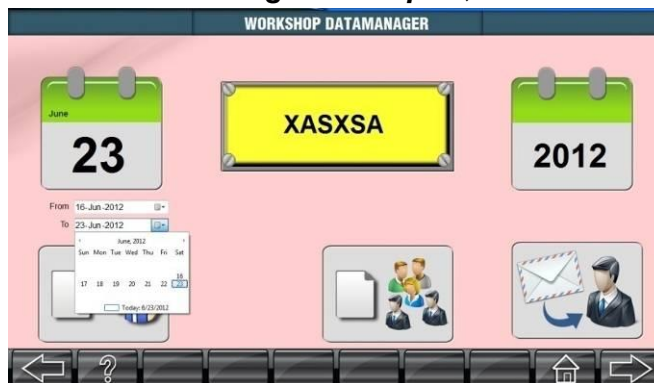 WORKSHOP DATAMANAGER
June
23
XASXSA
2012
From 16-Jun-2012
To 23-Jun-2012
June, 2012
Sun Mon Tue Wed Thu Fri Sat
16
17 18 19 20 21 22 23
Today: 6/23/2012
?